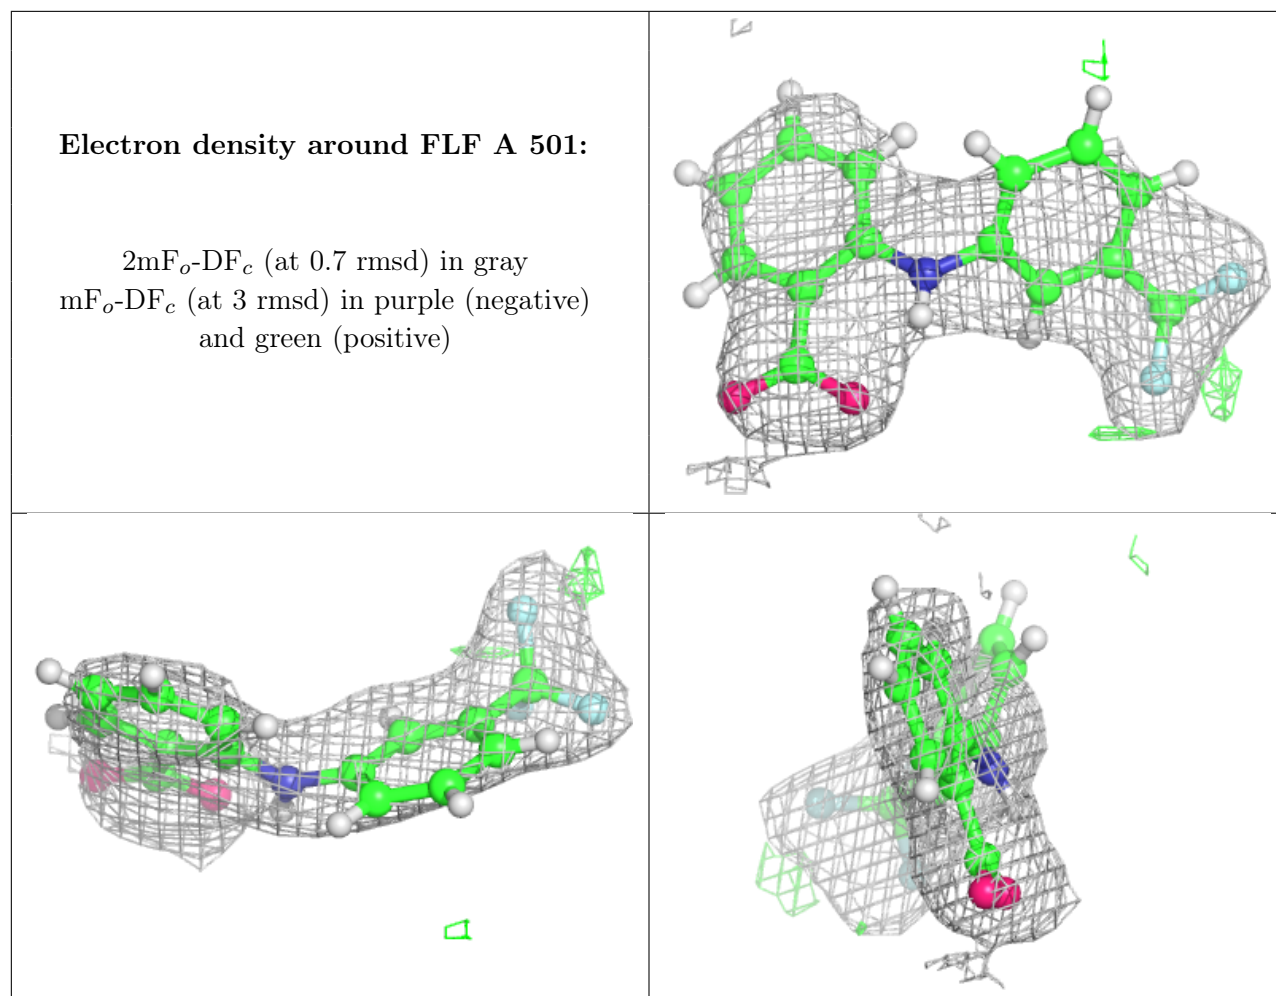 Electron density around FLF A 501:
2mFo-DFc (at 0.7 rmsd) in gray
mFo-DFc (at 3 rmsd) in purple (negative)
and green (positive)